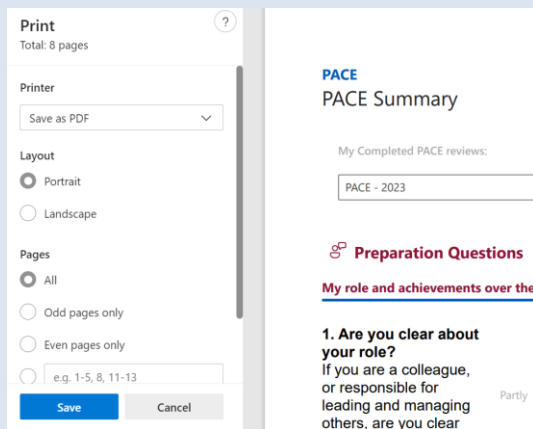 Print
?
Total: 8 pages
Printer
Save as PDF
Layout
Portrait
Landscape
Pages
All
Odd pages only
Even pages only
e.g. 1-5, 8, 11-13
Save
Cancel
PACE
PACE Summary
My Completed PACE reviews:
PACE - 2023
Preparation Questions
My role and achievements over the
1. Are you clear about
your role?
If you are a colleague,
or responsible for
leading and managing
others, are you clear
Partly